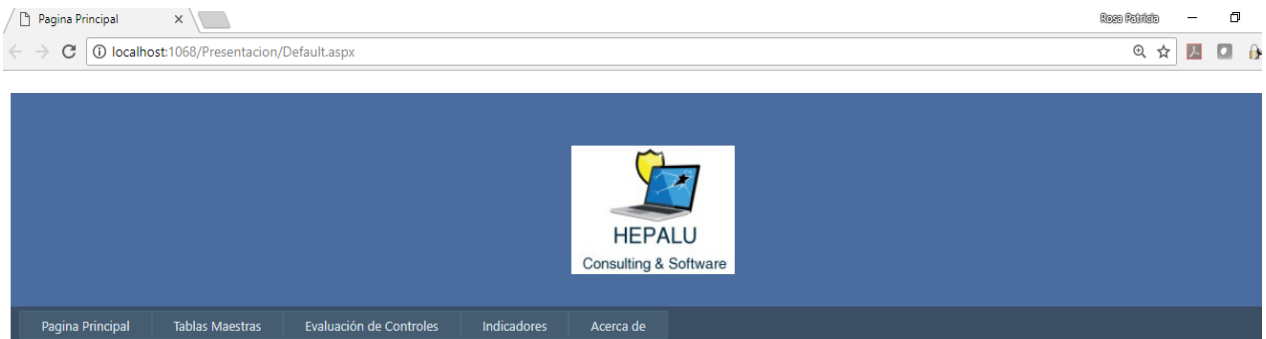 Pagina Principal
Rosa Patricia
localhost:1068/Presentacion/Default.aspx
HEPALU
Consulting & Software
Pagina Principal Tablas Maestras Evaluación de Controles Indicadores Acerca de